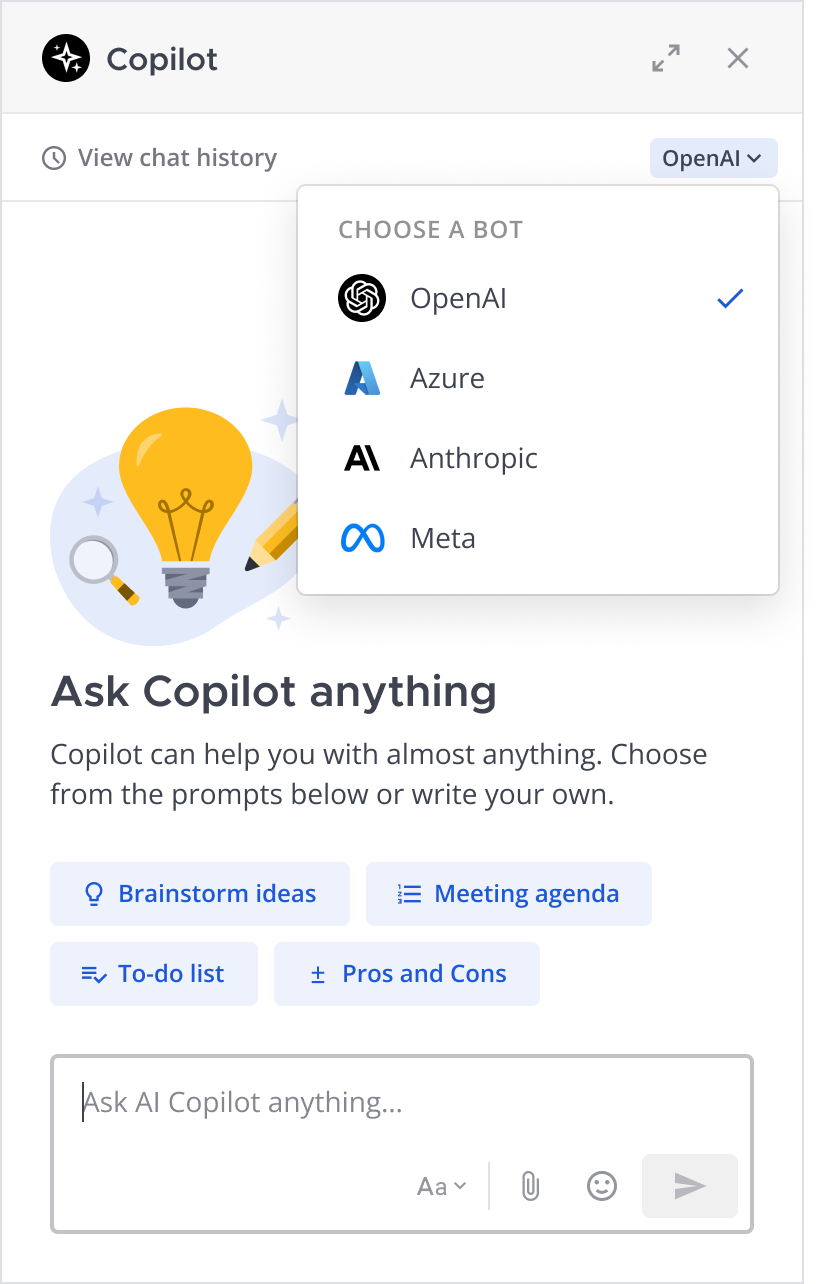 Copilot
View chat history
OpenAI
CHOOSE A BOT
OpenAI
Azure
Anthropic
Meta
Ask Copilot anything
Copilot can help you with almost anything. Choose
from the prompts below or write your own.
Brainstorm ideas
Meeting agenda
To-do list
Pros and Cons
Ask AI Copilot anything...
Aa